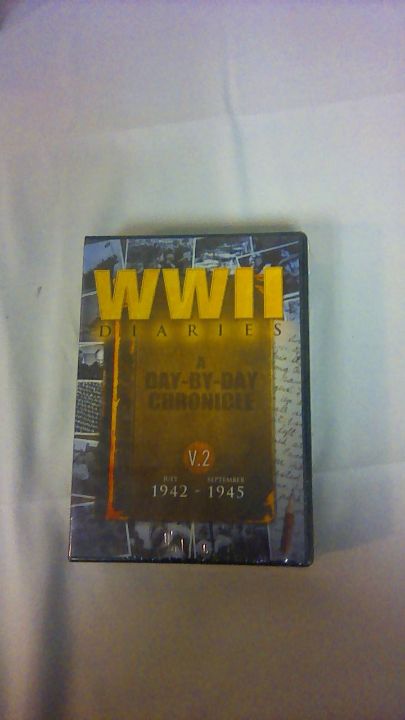 WWII
DIARIES
A
DAY-BY-DAY
CHRONICLE
V.2
JULY SEPTEMBER
1942 - 1945